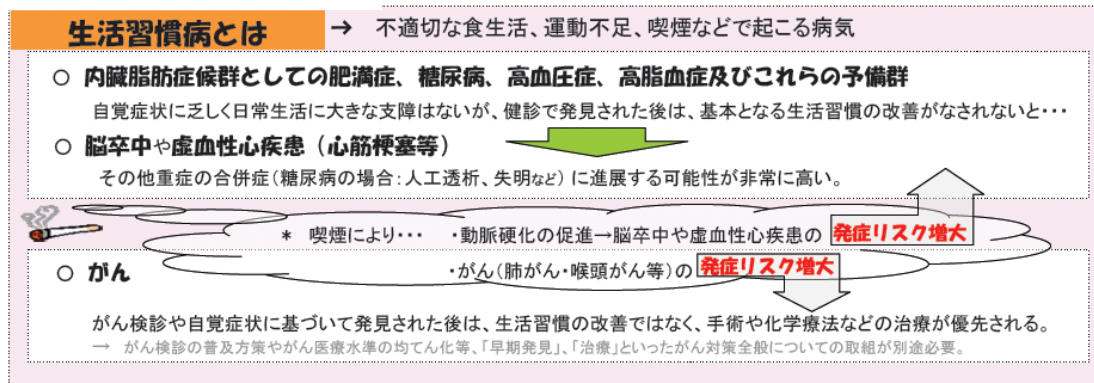 生活習慣病とは → 不適切な食生活、運動不足、喫煙などで起こる病気
○ 内臓脂肪症候群としての肥満症、糖尿病、高血圧症、高脂血症及びこれらの予備群
自覚症状に乏しく日常生活に大きな支障はないが、健診で発見された後は、基本となる生活習慣の改善がなされないと・・・
○ 脳卒中や虚血性心疾患（心筋梗塞等）
その他重症の合併症（糖尿病の場合：人工透析、失明など）に進展する可能性が非常に高い。
* 喫煙により・・・ ・動脈硬化の促進→脳卒中や虚血性心疾患の 発症リスク増大
○ がん ・がん（肺がん・喉頭がん等）の 発症リスク増大
がん検診や自覚症状に基づいて発見された後は、生活習慣の改善ではなく、手術や化学療法などの治療が優先される。
→ がん検診の普及方策やがん医療水準の均てん化等、「早期発見」、「治療」といったがん対策全般についての取組が別途必要。